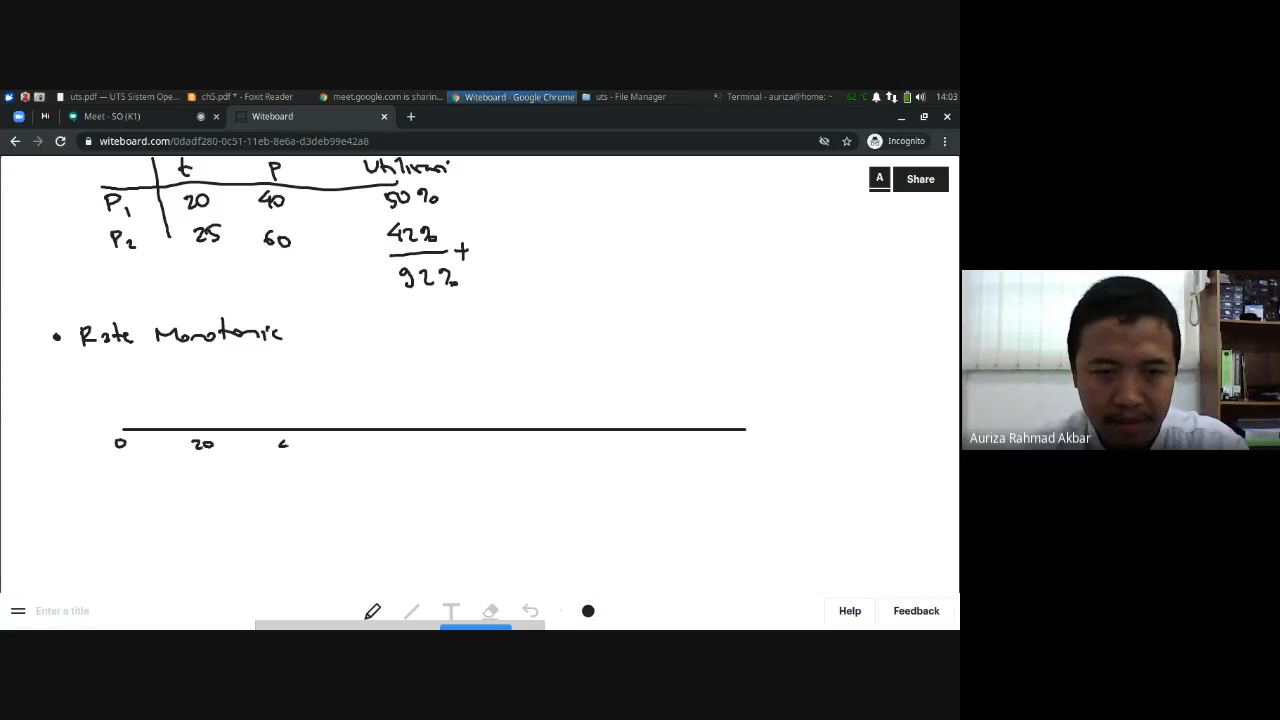 uts.pdf — UTS Sistem Ope... ch5.pdf * - Foxit Reader meet.google.com is sharin... Witeboard - Google Chrome uts - File Manager Terminal - auriza@home: ~ 62 °C 14:03
Hi Meet - SO (K1) Witeboard
witeboard.com/0dadf280-0c51-11eb-8e6a-d3deb99e42a8 Incognito
t P Utilisasi
A Share
P1 20 40 50%
P2 25 60 42%
+
92%
• Rate Monotonic
Auriza Rahmad Akbar
0 20
Enter a title T Help Feedback